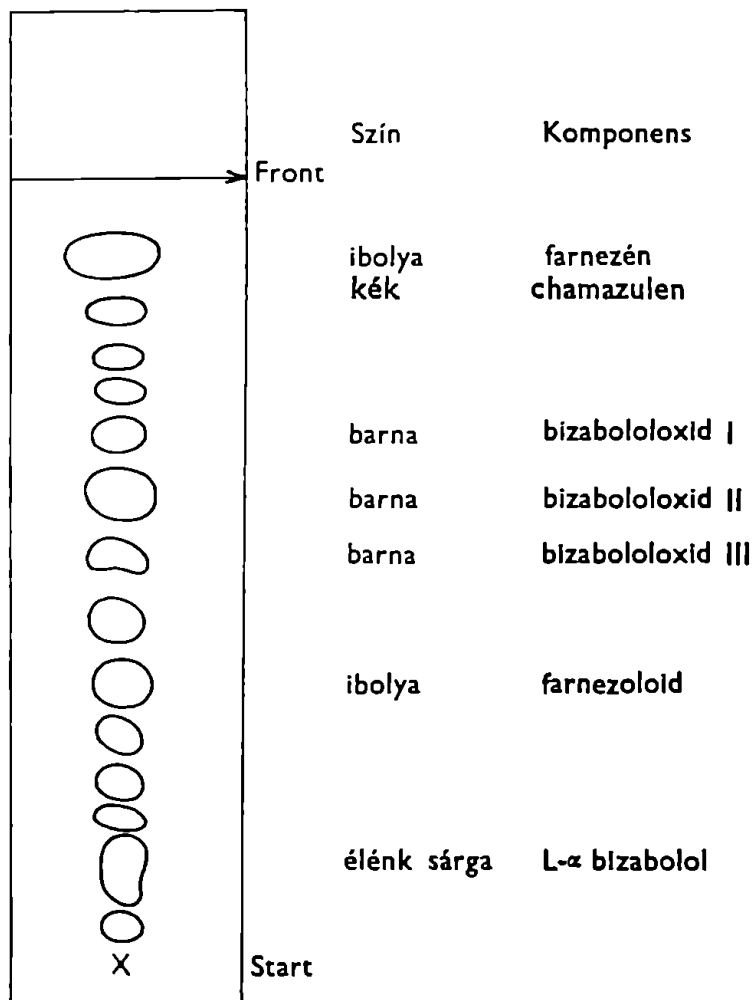 Szín Komponens
Front
ibolya farnezén
kék chamazulen
barna bizabololoxid I
barna bizabololoxid II
barna bizabololoxid III
ibolya farnezoloid
élénk sárga L-α bizabolol
X Start